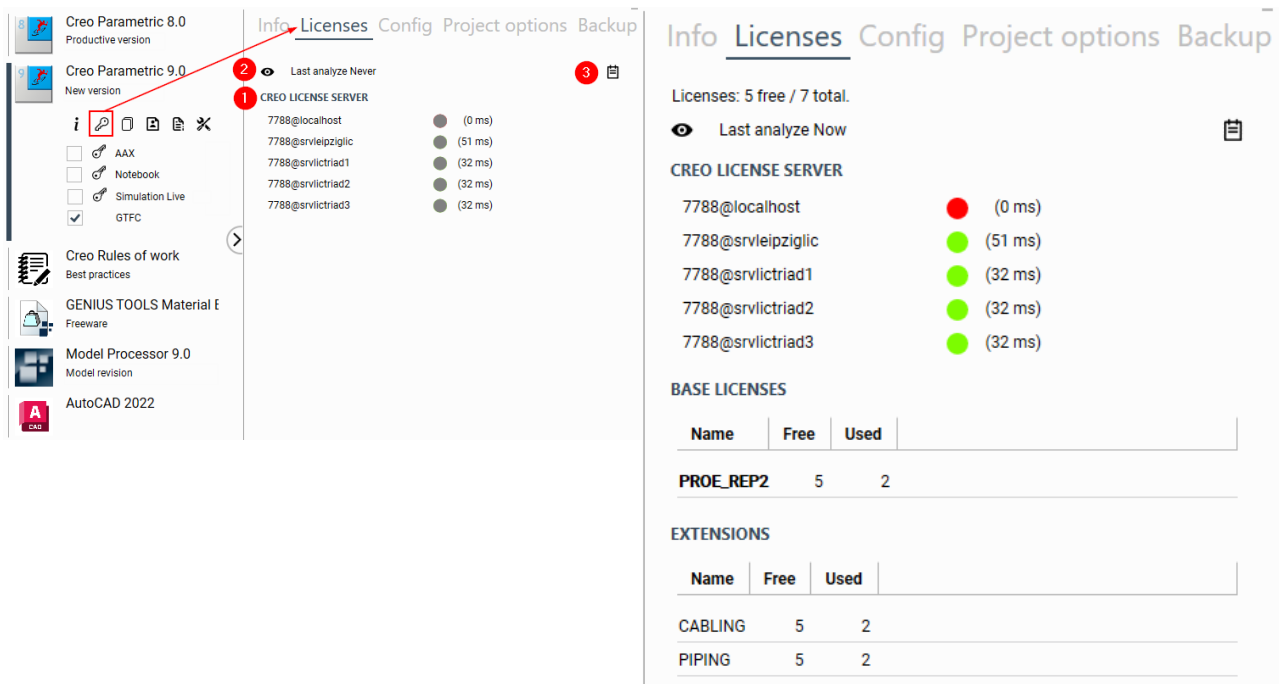 Creo Parametric 8.0
Productive version
Creo Parametric 9.0
New version
AAX
Notebook
Simulation Live
GTFC
Creo Rules of work
Best practices
GENIUS TOOLS Material
Freeware
Model Processor 9.0
Model revision
AutoCAD 2022
A
CAD
Info Licenses Config Project options Backup
2 Last analyze Never 3
1 CREO LICENSE SERVER
7788@localhost (0 ms)
7788@srvleipziglic (51 ms)
7788@srvlictriad1 (32 ms)
7788@srvlictriad2 (32 ms)
7788@srvlictriad3 (32 ms)
Info Licenses Config Project options Backup
Licenses: 5 free / 7 total.
Last analyze Now
CREO LICENSE SERVER
7788@localhost (0 ms)
7788@srvleipziglic (51 ms)
7788@srvlictriad1 (32 ms)
7788@srvlictriad2 (32 ms)
7788@srvlictriad3 (32 ms)
BASE LICENSES
Name Free Used
PROE_REP2 5 2
EXTENSIONS
Name Free Used
CABLING 5 2
PIPING 5 2